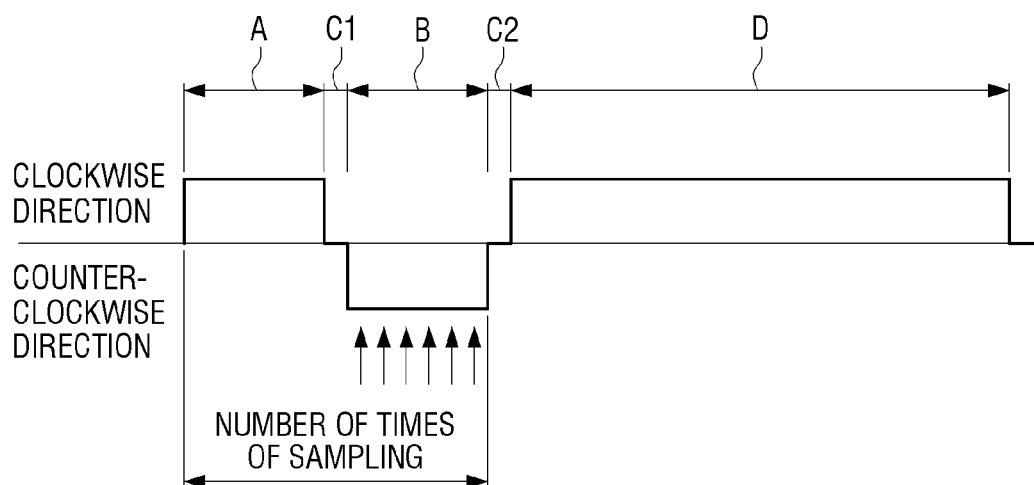 A C1 B C2 D
CLOCKWISE
DIRECTION
COUNTER-
CLOCKWISE
DIRECTION
NUMBER OF TIMES
OF SAMPLING